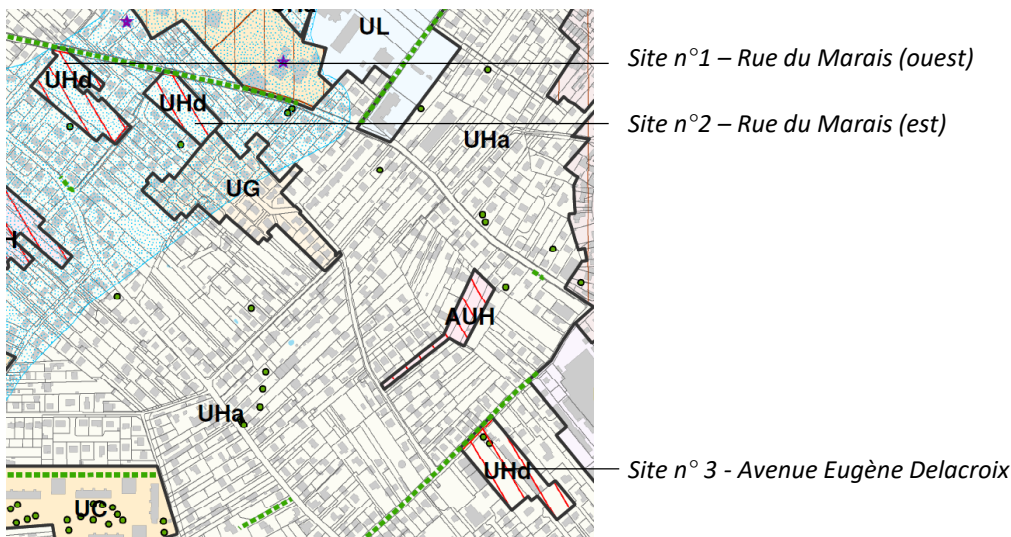 UL
Site n°1 – Rue du Marais (ouest)
UHd
UHd
Site n°2 – Rue du Marais (est)
UHa
UG
AUH
UHa
UHd
Site n° 3 - Avenue Eugène Delacroix
UC